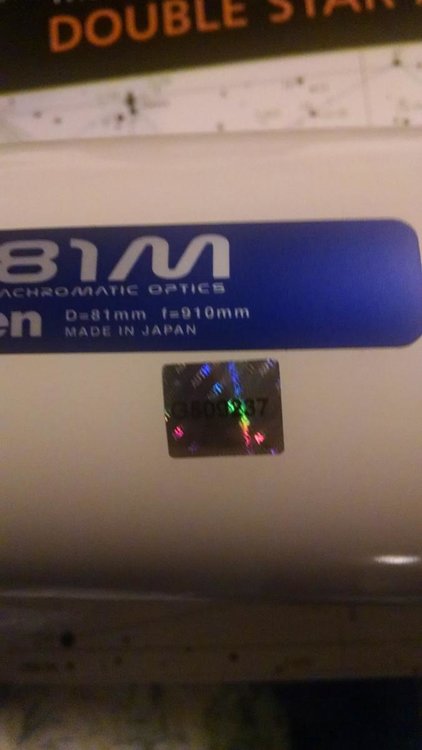 DOUBLE STAR
81M
ACHROMATIC OPTICS
en D=81mm f=910mm
MADE IN JAPAN